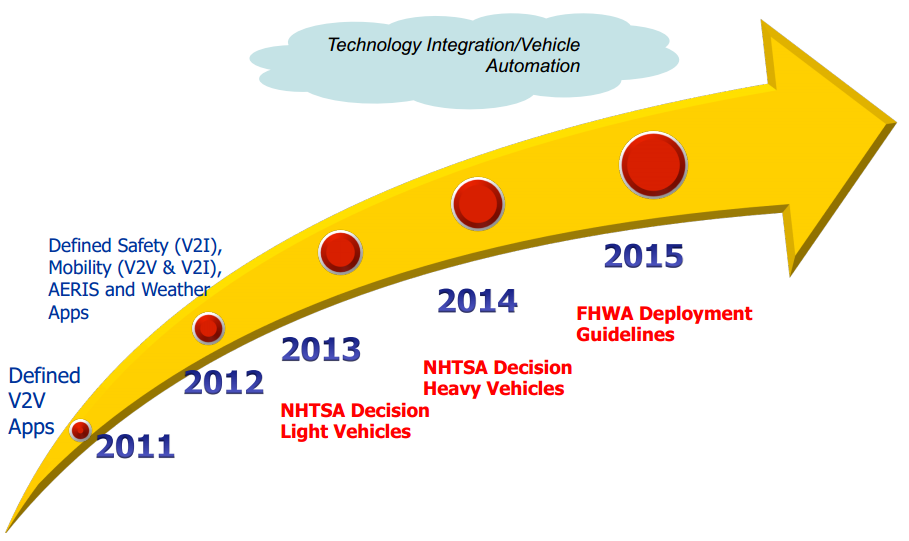 Technology Integration/Vehicle
Automation
Defined Safety (V2I),
Mobility (V2V & V2I),
AERIS and Weather
Apps
Defined
V2V
Apps
2011
2012
2013
NHTSA Decision
Light Vehicles
2014
NHTSA Decision
Heavy Vehicles
2015
FHWA Deployment
Guidelines